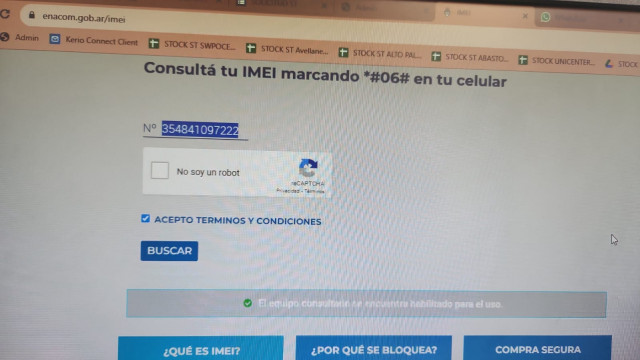 enacom.gob.ar/imei
Admin Kerio Connect Client STOCK ST SWPOCE... STOCK ST Avellane... STOCK ST ALTO PAL... STOCK ST ABASTO... STOCK UNICENTER... STOCK
Consultá tu IMEI marcando *#06# en tu celular
Nº 354841097222
No soy un robot
reCAPTCHA
Privacidad - Términos
ACEPTO TERMINOS Y CONDICIONES
BUSCAR
El equipo consultado se encuentra habilitado para el uso.
¿QUÉ ES IMEI? ¿POR QUÉ SE BLOQUEA? COMPRA SEGURA